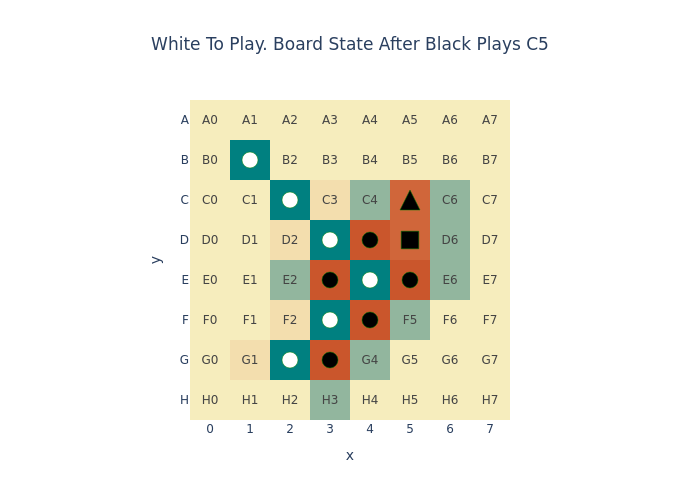 White To Play. Board State After Black Plays C5
A A0 A1 A2 A3 A4 A5 A6 A7
B B0 B2 B3 B4 B5 B6 B7
C C0 C1 C3 C4 C6 C7
D D0 D1 D2 D6 D7
y
E E0 E1 E2 E6 E7
F F0 F1 F2 F5 F6 F7
G G0 G1 G4 G5 G6 G7
H H0 H1 H2 H3 H4 H5 H6 H7
0 1 2 3 4 5 6 7
x